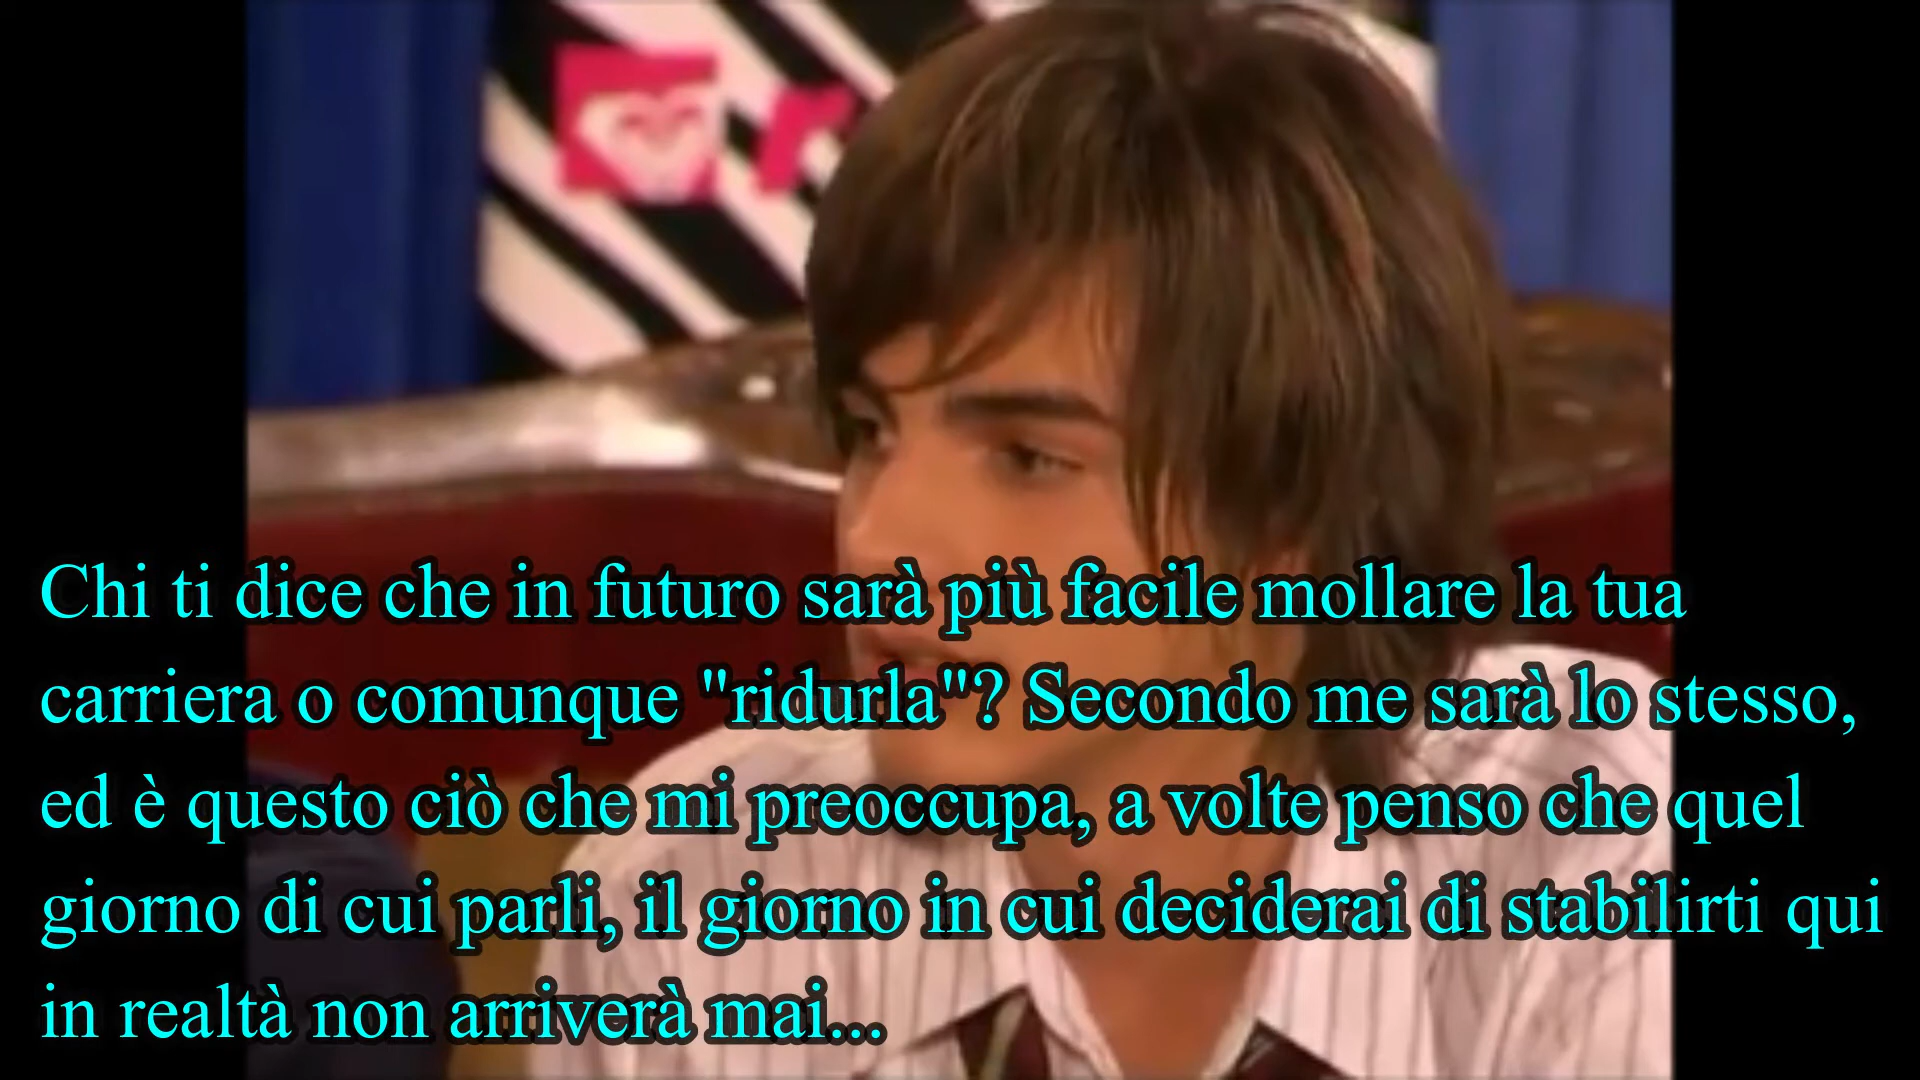 Chi ti dice che in futuro sarà più facile mollare la tua
carriera o comunque "ridurla"? Secondo me sarà lo stesso,
ed è questo ciò che mi preoccupa, a volte penso che quel
giorno di cui parli, il giorno in cui deciderai di stabilirti qui
in realtà non arriverà mai...